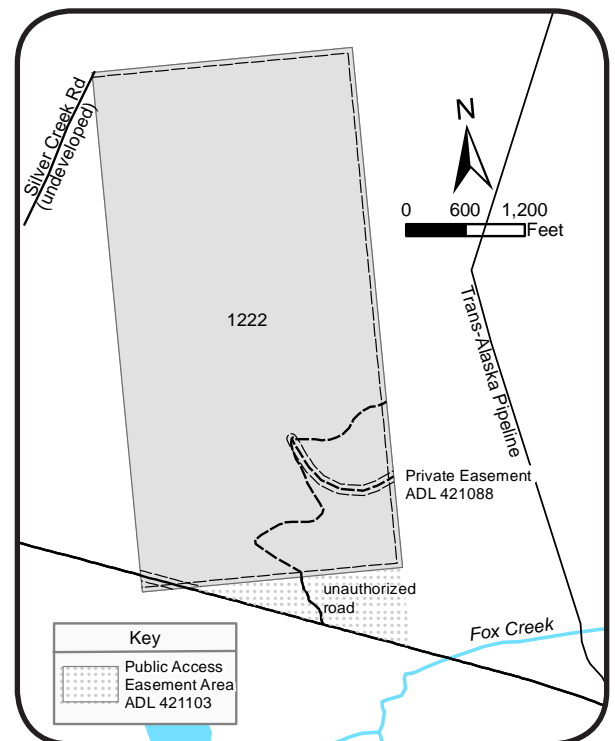 Silver Creek Rd
(undeveloped)
N
0 600 1,200
Feet
1222
Trans-Alaska Pipeline
Private Easement
ADL 421088
unauthorized
road
Fox Creek
Key
Public Access
Easement Area
ADL 421103